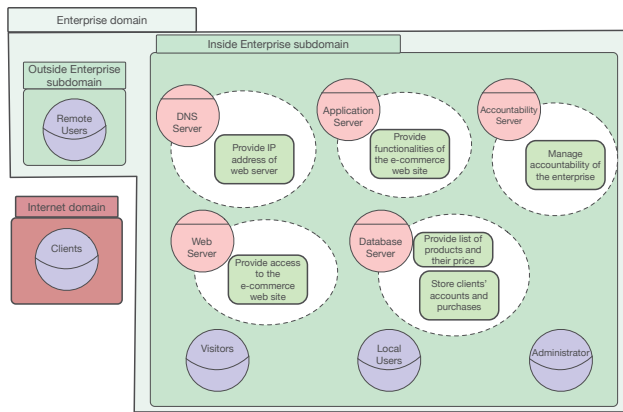 Enterprise domain
Inside Enterprise subdomain
Outside Enterprise
subdomain
Remote
Users
DNS
Server
Provide IP
address of
web server
Application
Server
Provide
functionalities of
the e-commerce
web site
Accountability
Server
Manage
accountability of
the enterprise
Internet domain
Clients
Web
Server
Provide access
to the
e-commerce
web site
Database
Server
Provide list of
products and
their price
Store clients'
accounts and
purchases
Visitors
Local
Users
Administrator